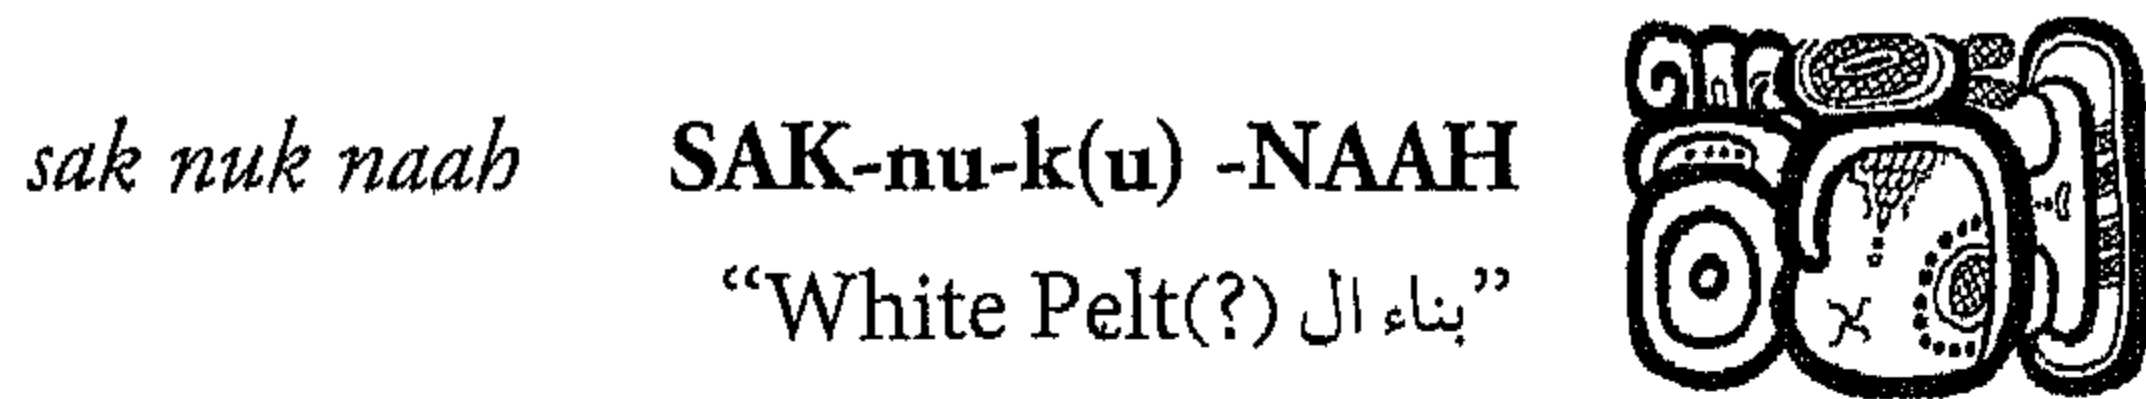 sak nuk naah SAK-nu-k(u) -NAAH
“White Pelt(?) بناء ال”